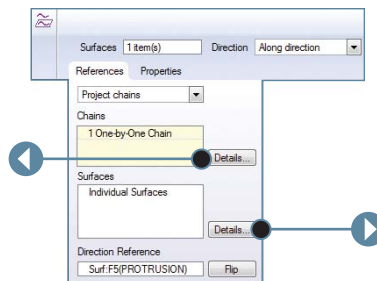 Surfaces 1 item(s) Direction Along direction
References Properties
Project chains
Chains
1 One-by-One Chain
Details...
Surfaces
Individual Surfaces
Details...
Direction Reference
Surf:F5(PROTRUSION) Flip